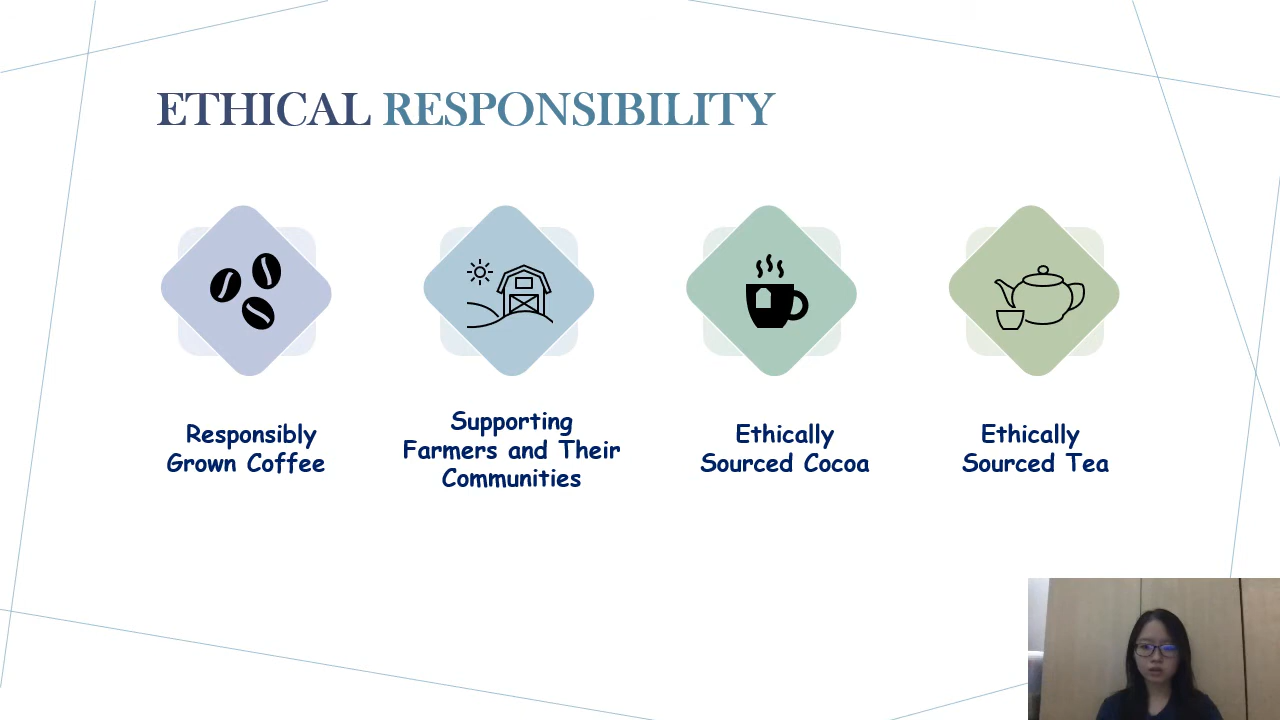 ETHICAL RESPONSIBILITY
Responsibly
Grown Coffee
Supporting
Farmers and Their
Communities
Ethically
Sourced Cocoa
Ethically
Sourced Tea